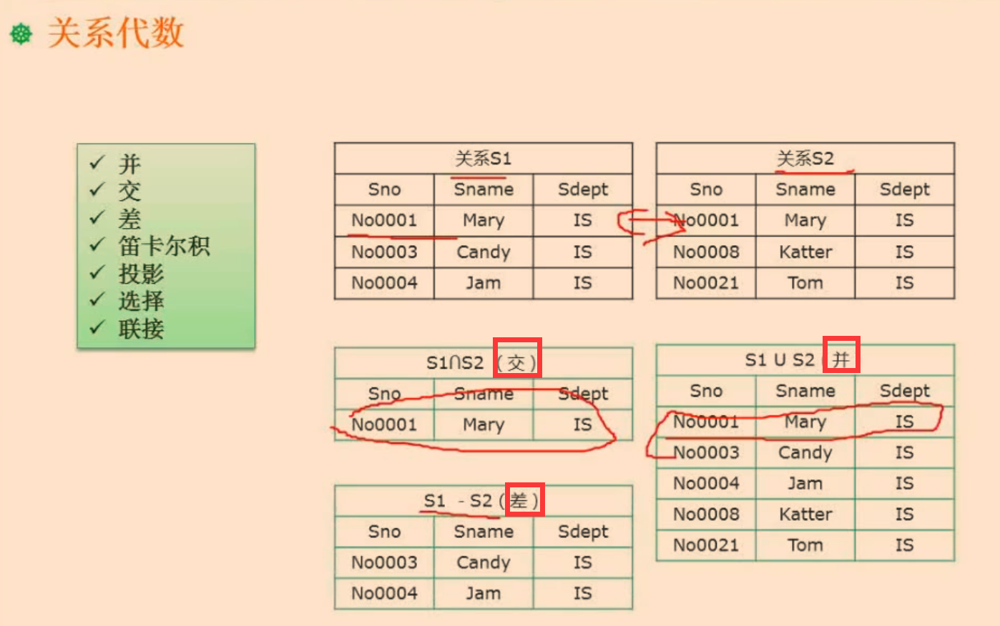 关系代数
✓ 并
✓ 交
✓ 差
✓ 笛卡尔积
✓ 投影
✓ 选择
✓ 联接
关系S1
Sno Sname Sdept
No0001 Mary IS
No0003 Candy IS
No0004 Jam IS
关系S2
Sno Sname Sdept
No0001 Mary IS
No0008 Katter IS
No0021 Tom IS
S1∩S2 (交)
Sno Sname Sdept
No0001 Mary IS
S1 U S2 (并
Sno Sname Sdept
No0001 Mary IS
No0003 Candy IS
No0004 Jam IS
No0008 Katter IS
No0021 Tom IS
S1 - S2 (差)
Sno Sname Sdept
No0003 Candy IS
No0004 Jam IS